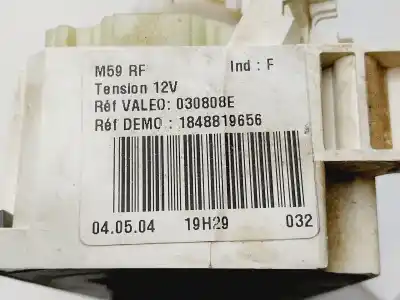 M59 RF Ind : F
Tension 12V
Réf VALEO: 030808E
Réf DEMO : 1848819656
04.05.04 19H29 032